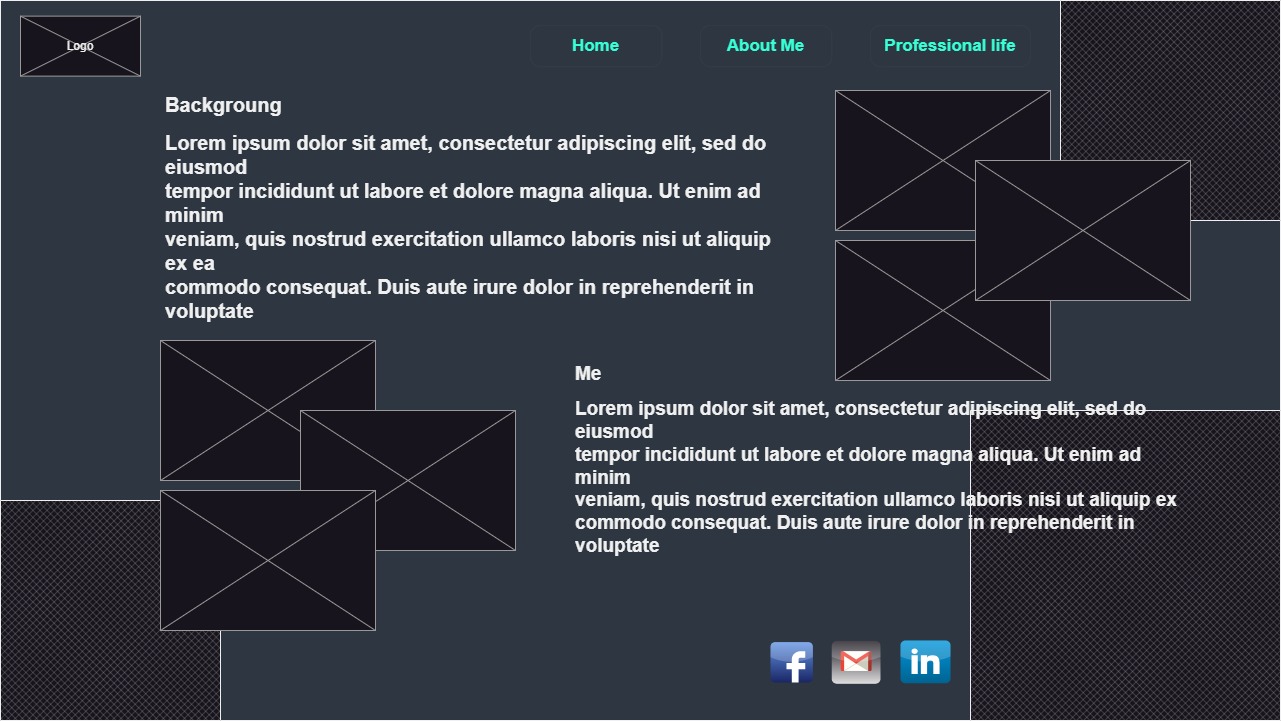 Logo
Home
About Me
Professional life
Backgroung
Lorem ipsum dolor sit amet, consectetur adipiscing elit, sed do
eiusmod
tempor incididunt ut labore et dolore magna aliqua. Ut enim ad
minim
veniam, quis nostrud exercitation ullamco laboris nisi ut aliquip
ex ea
commodo consequat. Duis aute irure dolor in reprehenderit in
voluptate
Me
Lorem ipsum dolor sit amet, consectetur adipiscing elit, sed do
eiusmod
tempor incididunt ut labore et dolore magna aliqua. Ut enim ad
minim
veniam, quis nostrud exercitation ullamco laboris nisi ut aliquip ex
commodo consequat. Duis aute irure dolor in reprehenderit in
voluptate
f
in